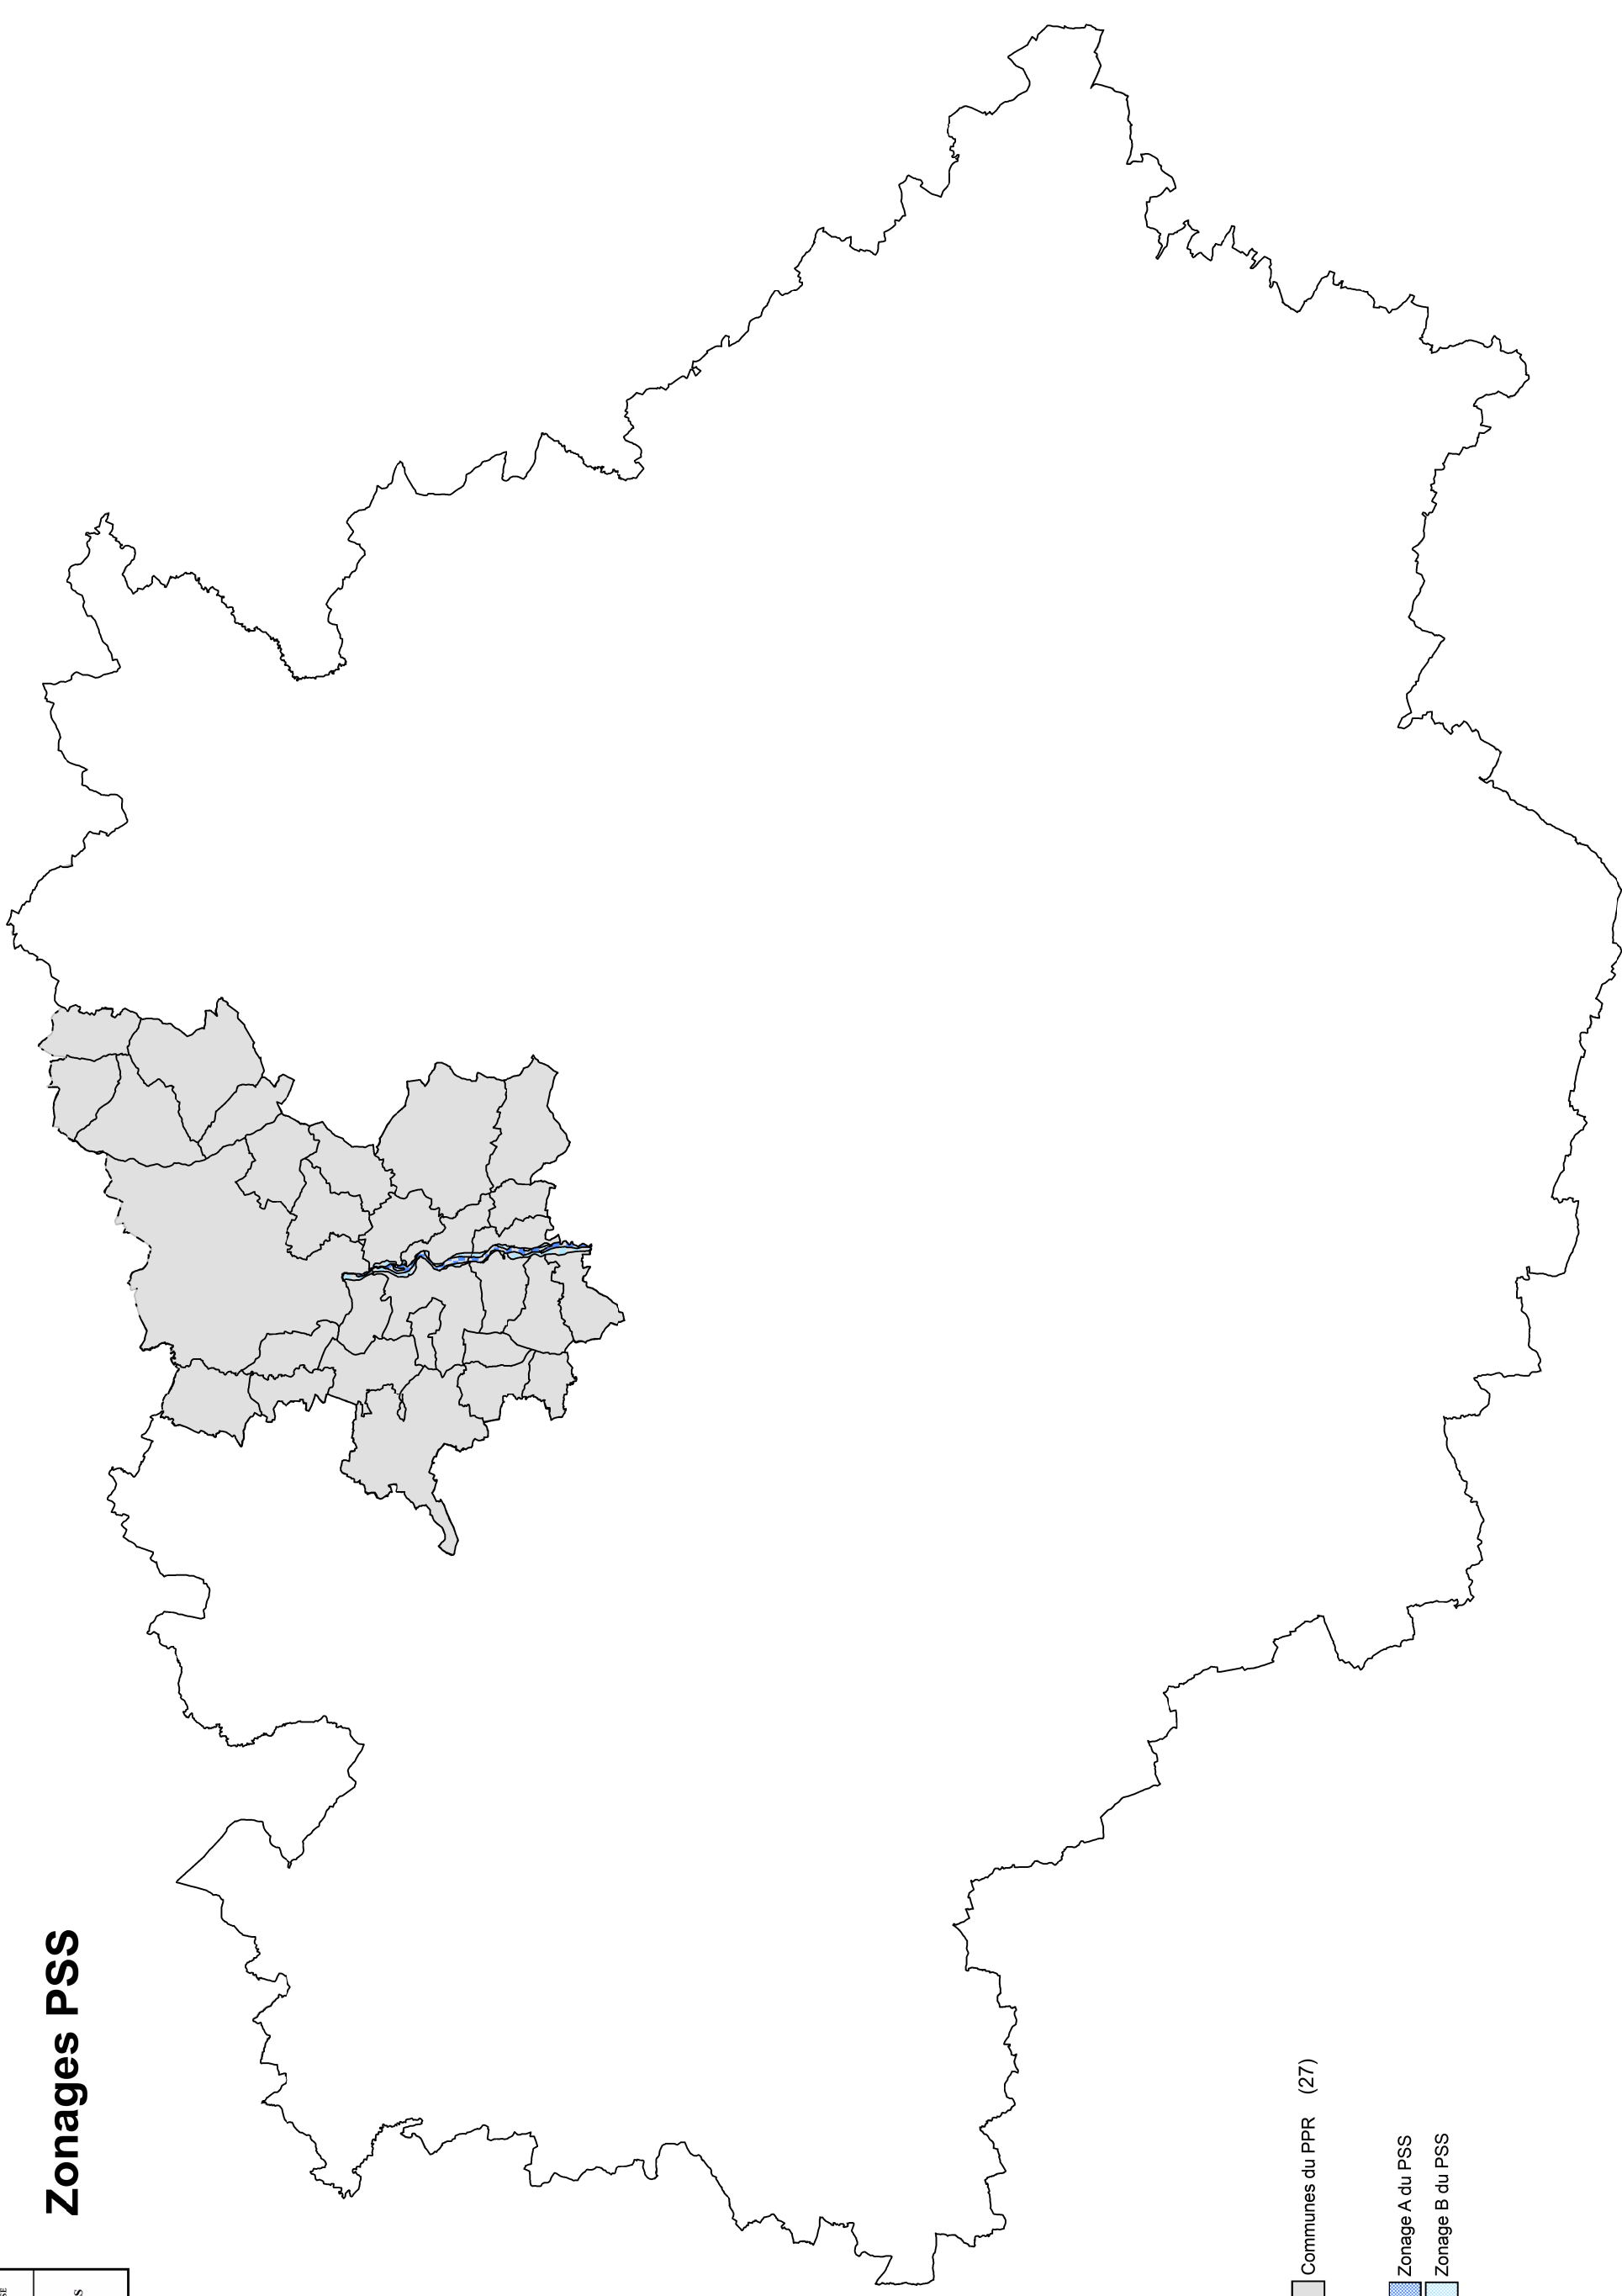 Zonages PSS
Communes du PPR (27)
Zonage A du PSS
Zonage B du PSS